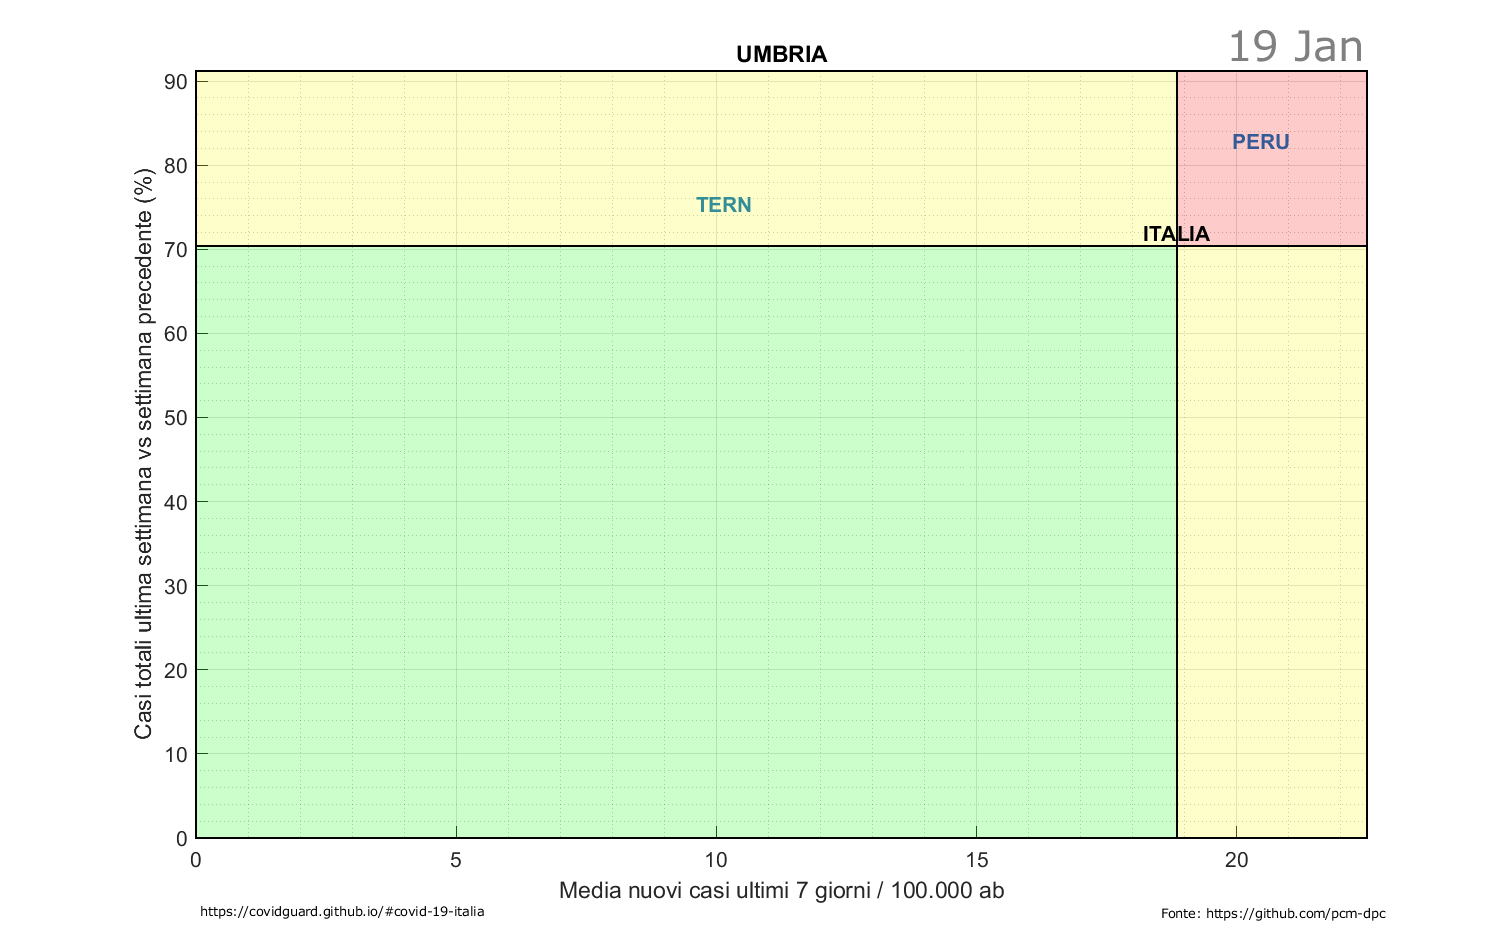 19 Jan
UMBRIA
Casi totali ultima settimana vs settimana precedente (%)
90
80
70
60
50
40
30
20
10
0
PERU
TERN
ITALIA
0 5 10 15 20
Media nuovi casi ultimi 7 giorni / 100.000 ab
https://covidguard.github.io/#covid-19-italia
Fonte: https://github.com/pcm-dpc